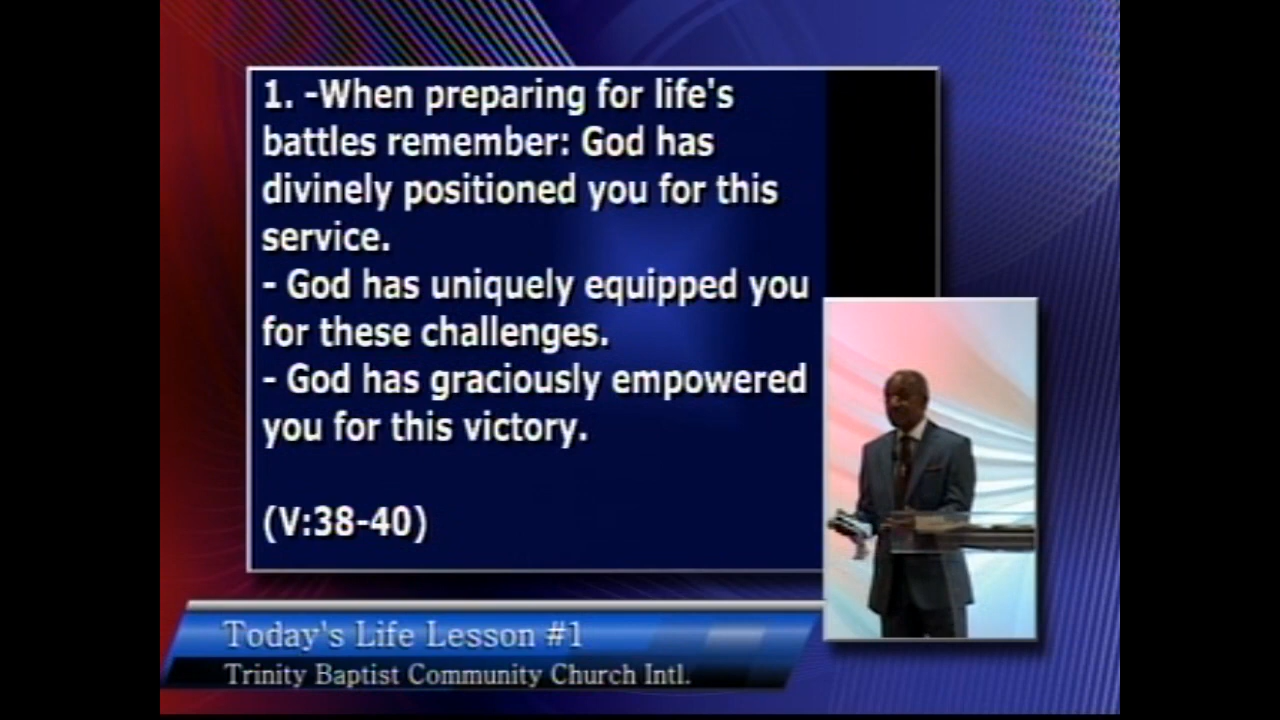 1. -When preparing for life's
battles remember: God has
divinely positioned you for this
service.
- God has uniquely equipped you
for these challenges.
- God has graciously empowered
you for this victory.
(V:38-40)
Today's Life Lesson #1
Trinity Baptist Community Church Intl.